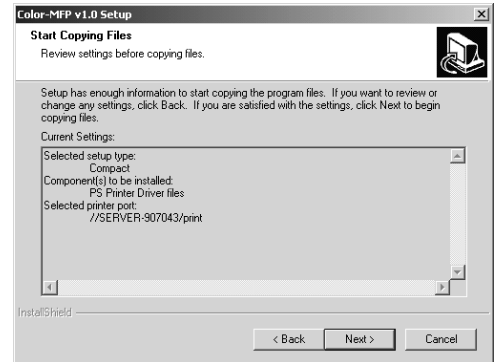 Color-MFP v1.0 Setup
Start Copying Files
Review settings before copying files.
Setup has enough information to start copying the program files. If you want to review or
change any settings, click Back. If you are satisfied with the settings, click Next to begin
copying files.
Current Settings:
Selected setup type:
Compact
Component(s) to be installed:
PS Printer Driver files
Selected printer port:
//SERVER-907043/print
InstallShield
< Back
Next >
Cancel